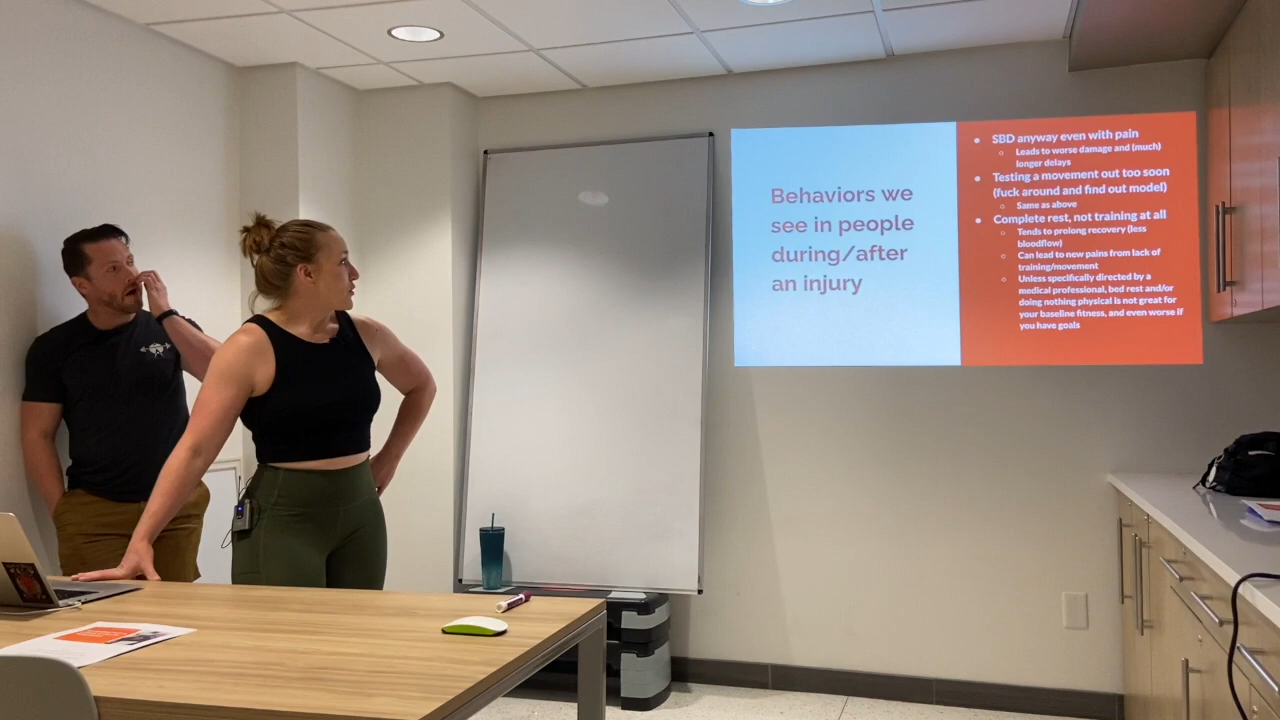 Behaviors we
see in people
during/after
an injury
SBD anyway even with pain
Leads to worse damage and (much)
longer delays
Testing a movement out too soon
(fuck around and find out model)
Same as above
Complete rest, not training at all
Tends to prolong recovery (less
bloodflow)
Can lead to new pains from lack of
training/movement
Unless specifically directed by a
medical professional, bed rest and/or
doing nothing physical is not great for
your baseline fitness, and even worse if
you have goals